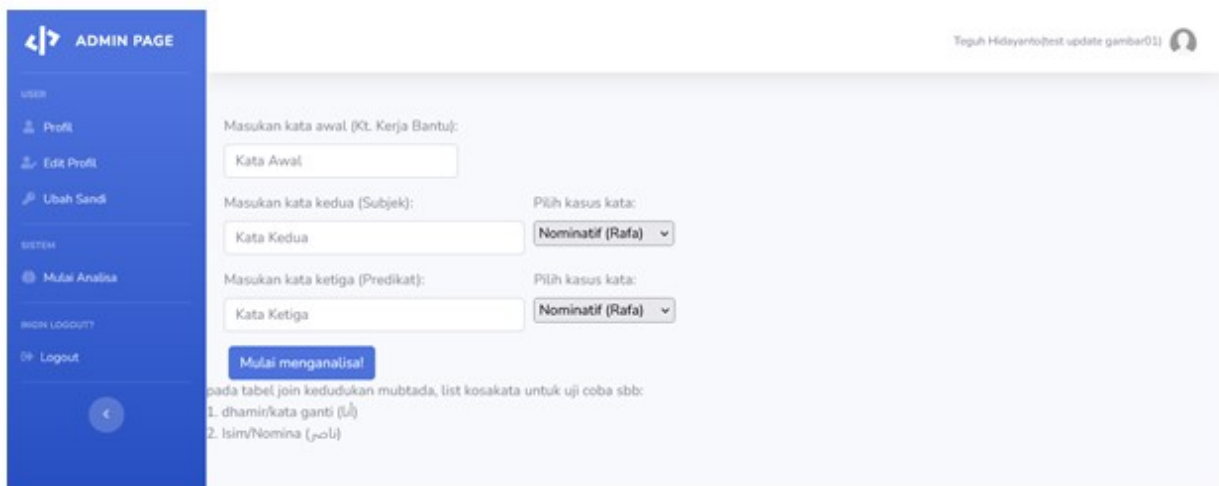 ADMIN PAGE
Teguh Hidayanto(test update gambar01)
USER
Profil
Edit Profil
Ubah Sandi
SISTEM
Mulai Analisa
INGIN LOGOUT?
Logout
Masukan kata awal (Kt. Kerja Bantu):
Kata Awal
Masukan kata kedua (Subjek): Pilih kasus kata:
Kata Kedua Nominatif (Rafa)
Masukan kata ketiga (Predikat): Pilih kasus kata:
Kata Ketiga Nominatif (Rafa)
Mulai menganalisa!
pada tabel join kedudukan mubtada, list kosakata untuk uji coba sbb:
1. dhamir/kata ganti (أنا)
2. Isim/Nomina (ناصر)